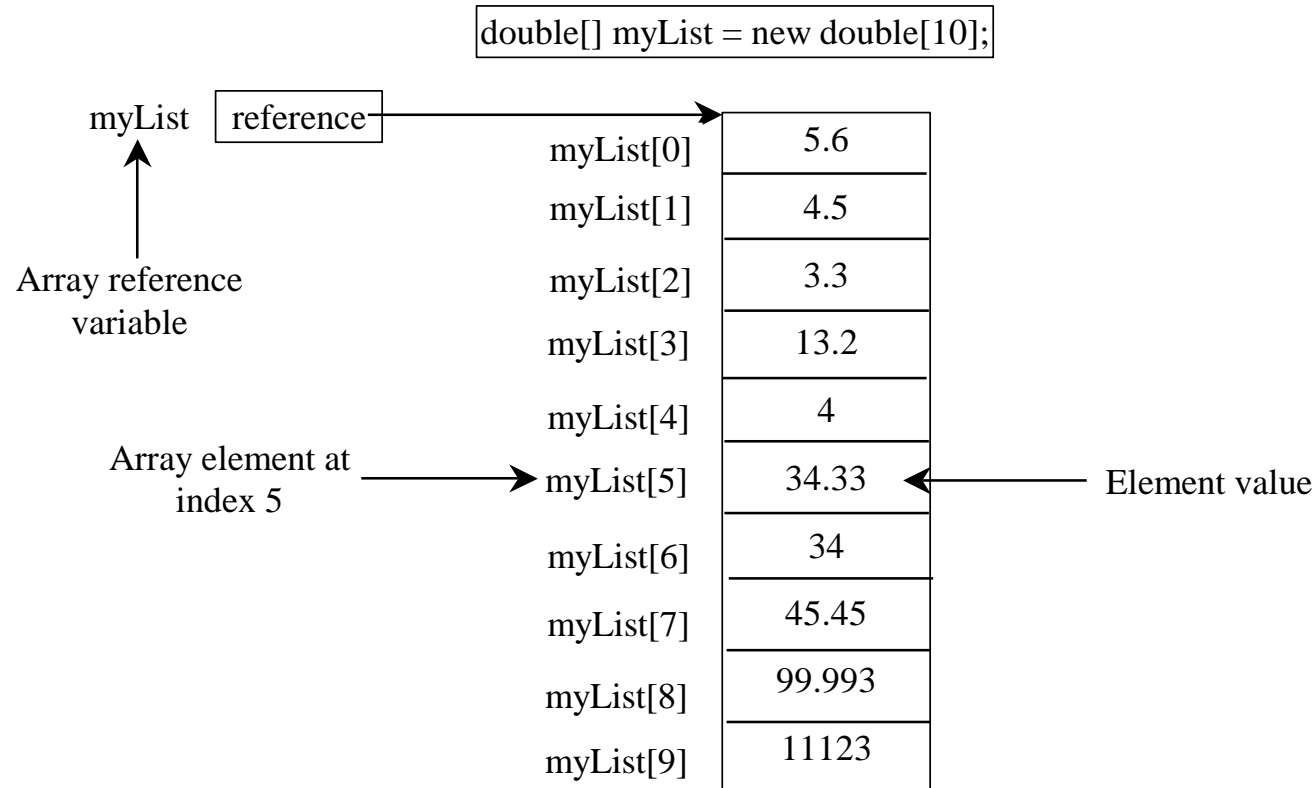 double[] myList = new double[10];
myList reference
myList[0] 5.6
myList[1] 4.5
Array reference
variable
myList[2] 3.3
myList[3] 13.2
myList[4] 4
Array element at
index 5
myList[5] 34.33 Element value
myList[6] 34
myList[7] 45.45
myList[8] 99.993
myList[9] 11123